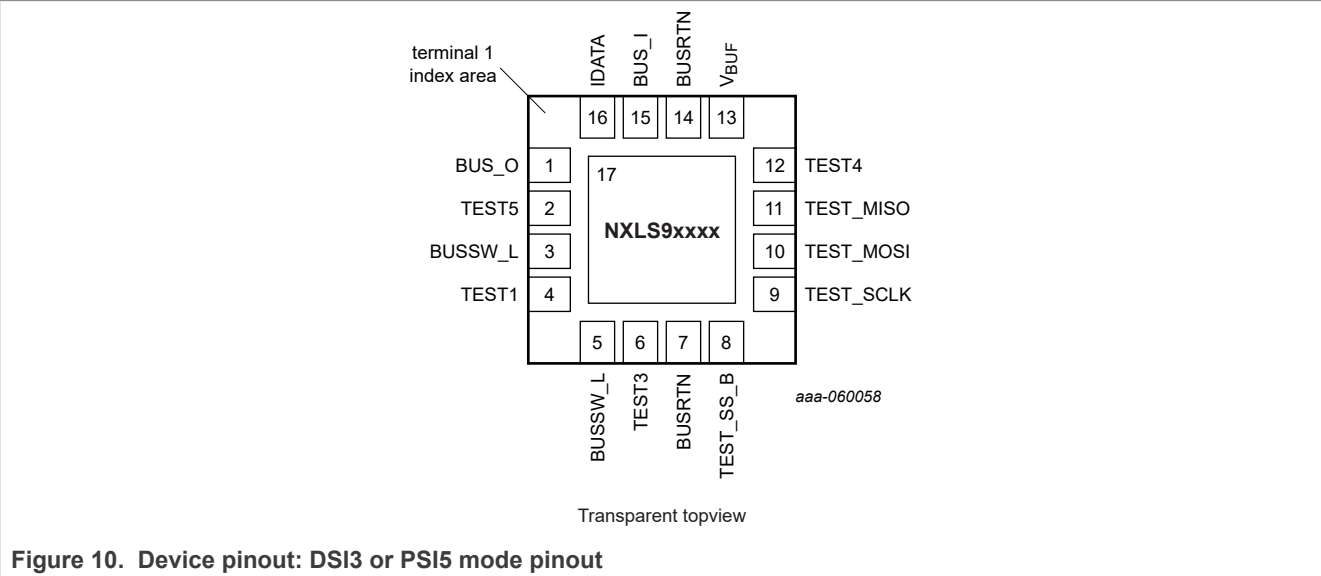 terminal 1
index area
IDATA
BUS_I
BUSRTN
VBUF
16
15
14
13
BUS_O
1
TEST5
2
BUSSW_L
3
TEST1
4
17
NXLS9xxxx
12
TEST4
11
TEST_MISO
10
TEST_MOSI
9
TEST_SCLK
5
6
7
8
BUSSW_L
TEST3
BUSRTN
TEST_SS_B
aaa-060058
Transparent topview
Figure 10. Device pinout: DSI3 or PSI5 mode pinout